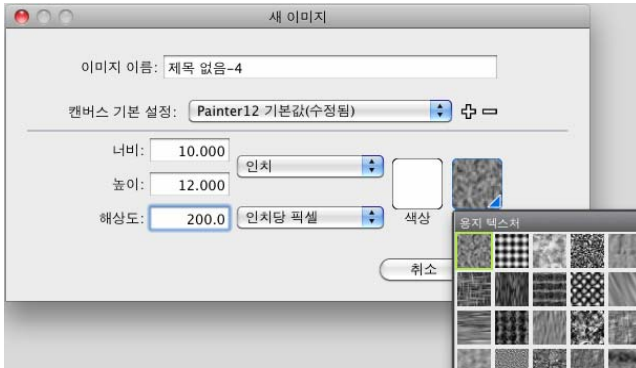 새 이미지
이미지 이름: 제목 없음-4
캔버스 기본 설정: Painter12 기본값(수정됨)
너비: 10.000
인치
높이: 12.000
해상도: 200.0 인치당 픽셀
색상
용지 텍스처
취소